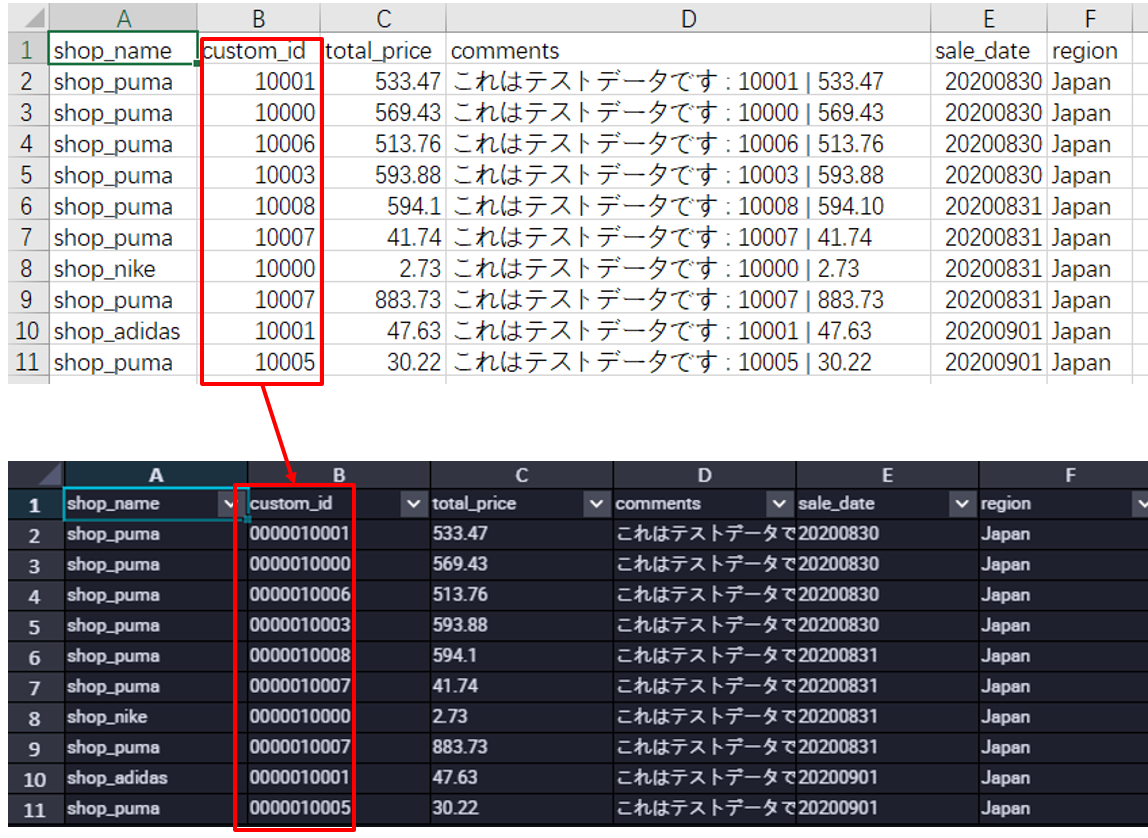 A B C D E F
1 shop_name custom_id total_price comments sale_date region
2 shop_puma 10001 533.47 これはテストデータです : 10001 | 533.47 20200830 Japan
3 shop_puma 10000 569.43 これはテストデータです : 10000 | 569.43 20200830 Japan
4 shop_puma 10006 513.76 これはテストデータです : 10006 | 513.76 20200830 Japan
5 shop_puma 10003 593.88 これはテストデータです : 10003 | 593.88 20200830 Japan
6 shop_puma 10008 594.1 これはテストデータです : 10008 | 594.10 20200831 Japan
7 shop_puma 10007 41.74 これはテストデータです : 10007 | 41.74 20200831 Japan
8 shop_nike 10000 2.73 これはテストデータです : 10000 | 2.73 20200831 Japan
9 shop_puma 10007 883.73 これはテストデータです : 10007 | 883.73 20200831 Japan
10 shop_adidas 10001 47.63 これはテストデータです : 10001 | 47.63 20200901 Japan
11 shop_puma 10005 30.22 これはテストデータです : 10005 | 30.22 20200901 Japan
A B C D E F
1 shop_name custom_id total_price comments sale_date region
2 shop_puma 0000010001 533.47 これはテストデータで 20200830 Japan
3 shop_puma 0000010000 569.43 これはテストデータで 20200830 Japan
4 shop_puma 0000010006 513.76 これはテストデータで 20200830 Japan
5 shop_puma 0000010003 593.88 これはテストデータで 20200830 Japan
6 shop_puma 0000010008 594.1 これはテストデータで 20200831 Japan
7 shop_puma 0000010007 41.74 これはテストデータで 20200831 Japan
8 shop_nike 0000010000 2.73 これはテストデータで 20200831 Japan
9 shop_puma 0000010007 883.73 これはテストデータで 20200831 Japan
10 shop_adidas 0000010001 47.63 これはテストデータで 20200901 Japan
11 shop_puma 0000010005 30.22 これはテストデータで 20200901 Japan